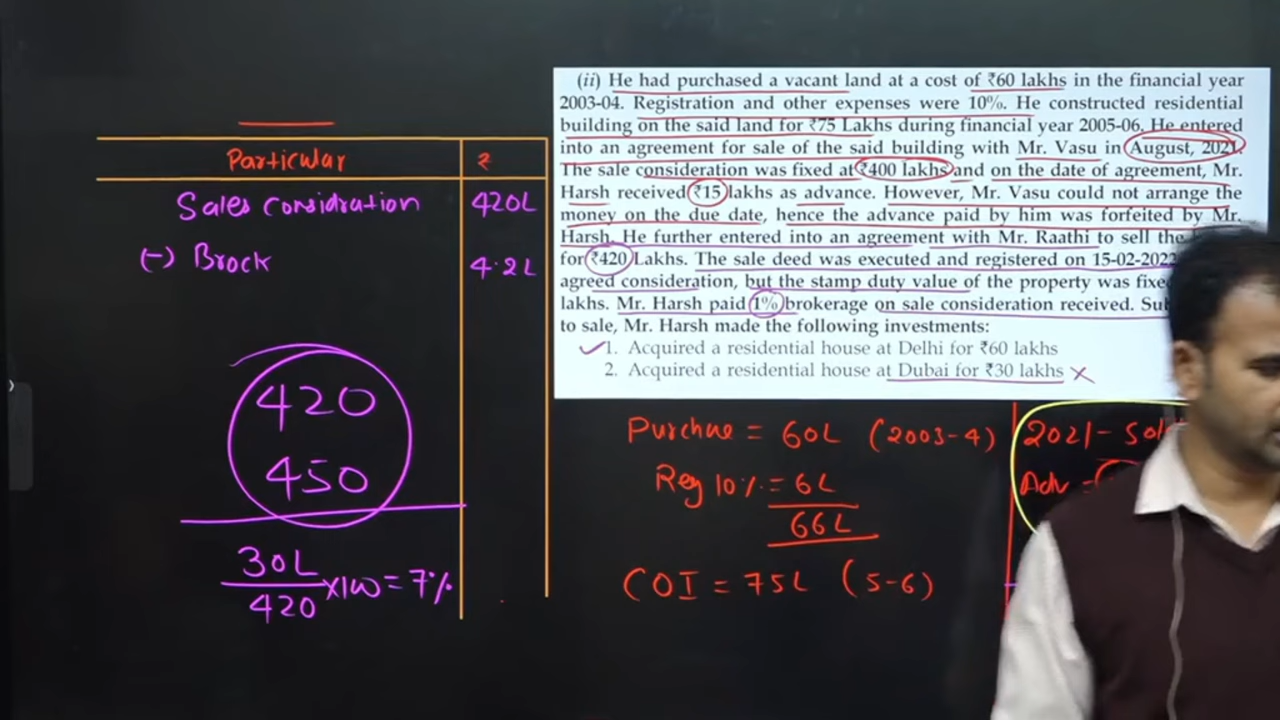 (ii) He had purchased a vacant land at a cost of ₹60 lakhs in the financial year
2003-04. Registration and other expenses were 10%. He constructed residential
building on the said land for ₹75 Lakhs during financial year 2005-06. He entered
into an agreement for sale of the said building with Mr. Vasu in August, 2021.
The sale consideration was fixed at ₹400 lakhs and on the date of agreement, Mr.
Harsh received ₹15 lakhs as advance. However, Mr. Vasu could not arrange the
money on the due date, hence the advance paid by him was forfeited by Mr.
Harsh. He further entered into an agreement with Mr. Raathi to sell the
for ₹420 Lakhs. The sale deed was executed and registered on 15-02-2022
agreed consideration, but the stamp duty value of the property was fixe
lakhs. Mr. Harsh paid 1% brokerage on sale consideration received. Sub
to sale, Mr. Harsh made the following investments:
1. Acquired a residential house at Delhi for ₹60 lakhs
2. Acquired a residential house at Dubai for ₹30 lakhs
Particular ₹
Sales Considration 420L
(-) Brock 4.2L
420
450
30L
420 ×100 = 7%
Purchae = 60L (2003-4)
Reg 10% = 6L
66L
COI = 75L (5-6)
2021 -
Adv =